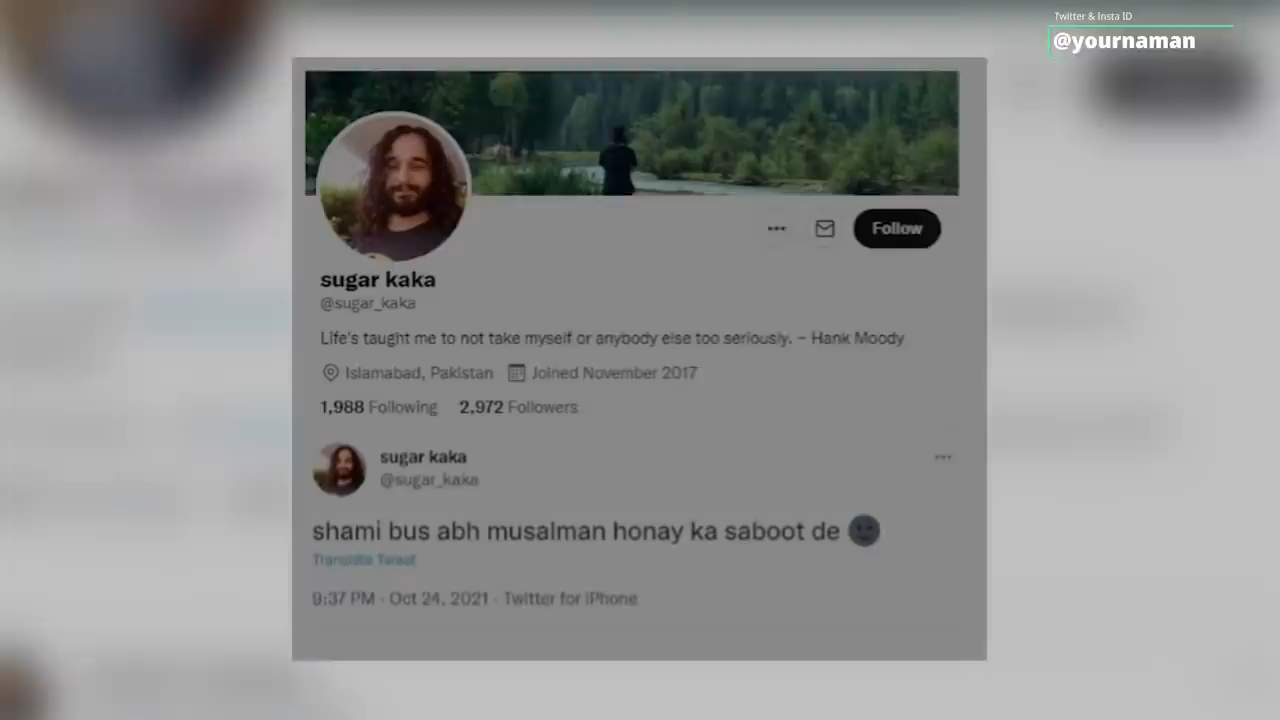 Twitter & Insta ID
@yournaman
Follow
sugar kaka
@sugar_kaka
Life's taught me to not take myself or anybody else too seriously. – Hank Moody
Islamabad, Pakistan Joined November 2017
1,988 Following 2,972 Followers
sugar kaka
@sugar_kaka
shami bus abh musalman honay ka saboot de
Translate Tweet
9:37 PM · Oct 24, 2021 · Twitter for iPhone